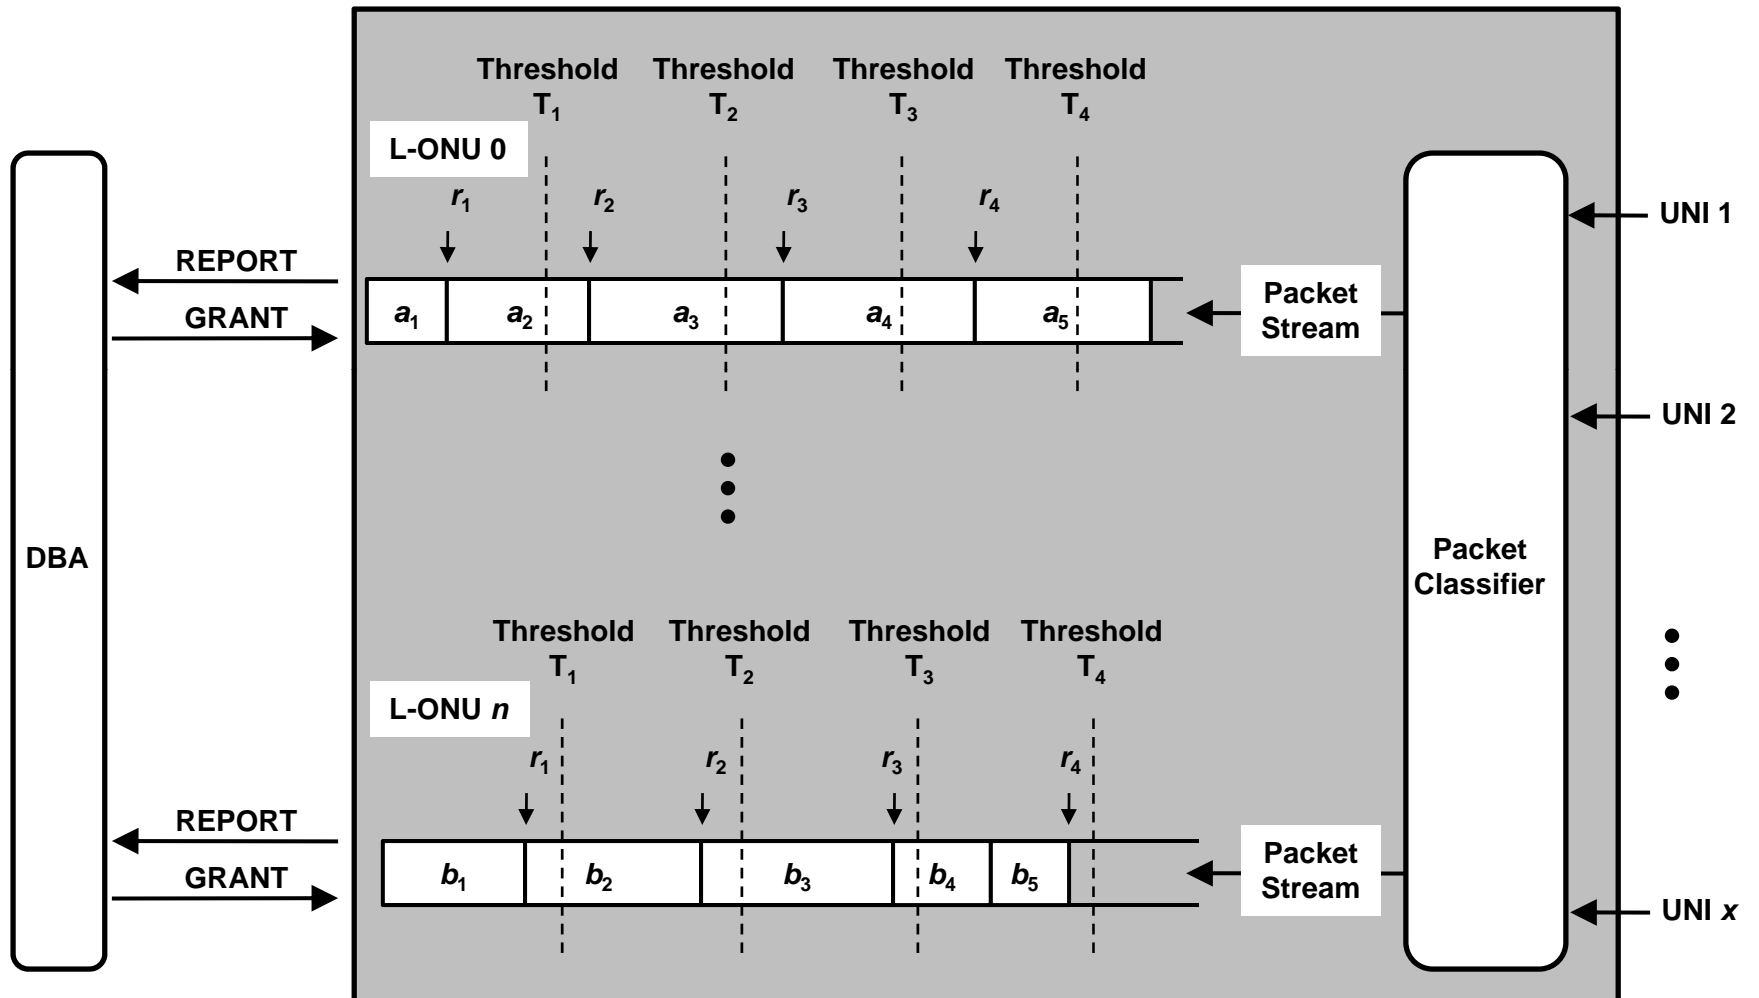 Threshold Threshold Threshold Threshold
T1 T2 T3 T4
L-ONU 0
r1 r2 r3 r4
REPORT
GRANT
a1 a2 a3 a4 a5
Packet
Stream
UNI 1
UNI 2
DBA
Packet
Classifier
Threshold Threshold Threshold Threshold
T1 T2 T3 T4
L-ONU n
r1 r2 r3 r4
REPORT
GRANT
b1 b2 b3 b4 b5
Packet
Stream
UNI x